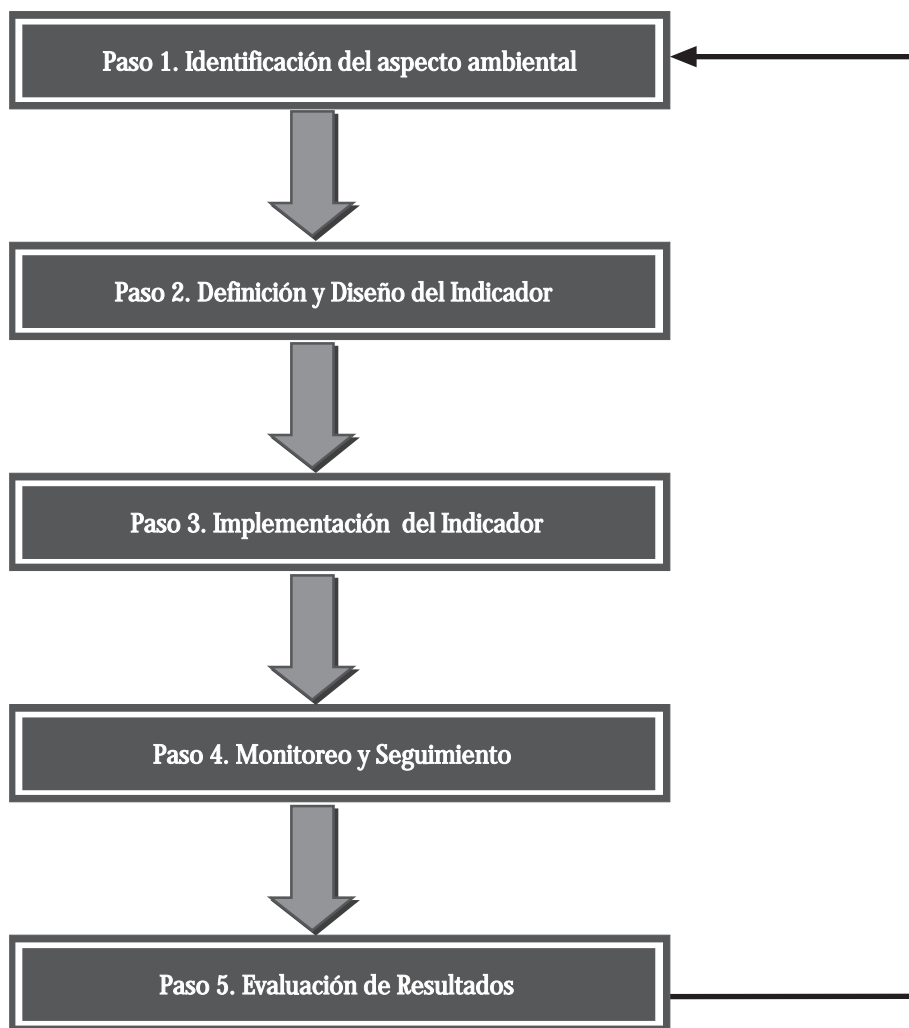 Paso 1. Identificación del aspecto ambiental
Paso 2. Definición y Diseño del Indicador
Paso 3. Implementación del Indicador
Paso 4. Monitoreo y Seguimiento
Paso 5. Evaluación de Resultados